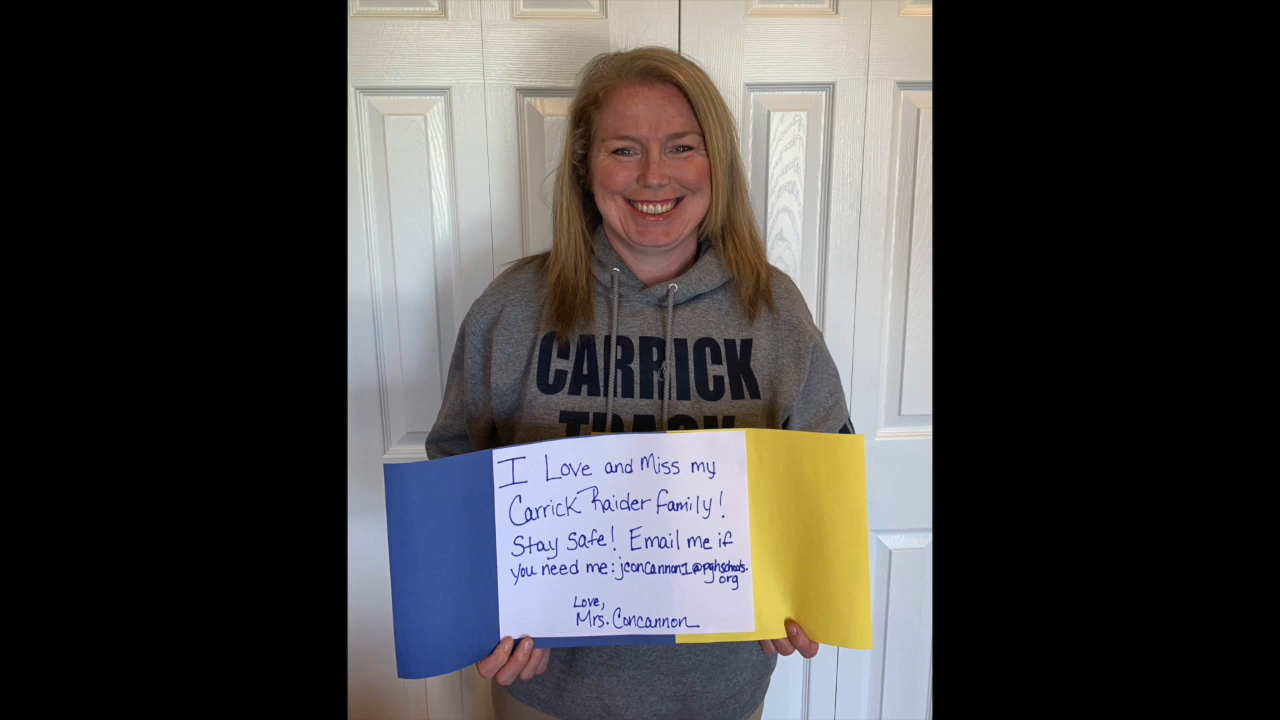 CARRICK
TRACK
I Love and Miss my
Carrick Raider family!
Stay Safe! Email me if
you need me: jconcannon1@pghschools.
org
Love,
Mrs. Concannon